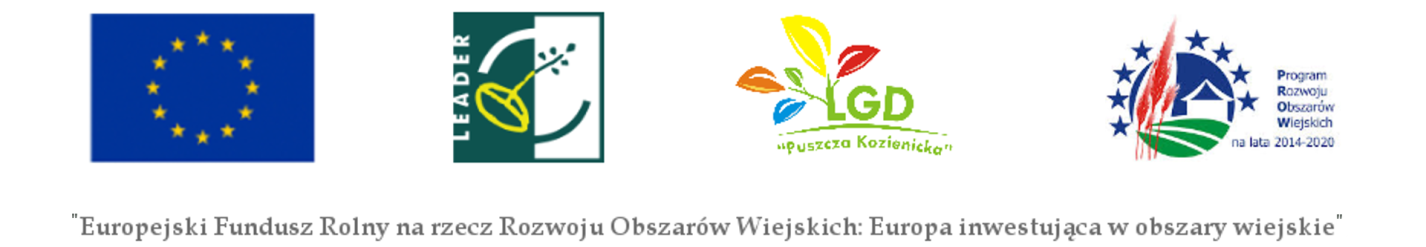 LEADER
LGD
"Puszcza Kozienicka"
Program
Rozwoju
Obszarów
Wiejskich
na lata 2014-2020
"Europejski Fundusz Rolny na rzecz Rozwoju Obszarów Wiejskich: Europa inwestująca w obszary wiejskie"